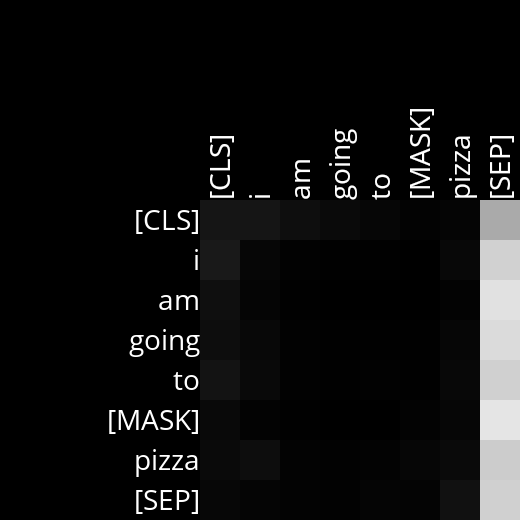 [CLS] i am going to [MASK] pizza [SEP]
[CLS]
i
am
going
to
[MASK]
pizza
[SEP]